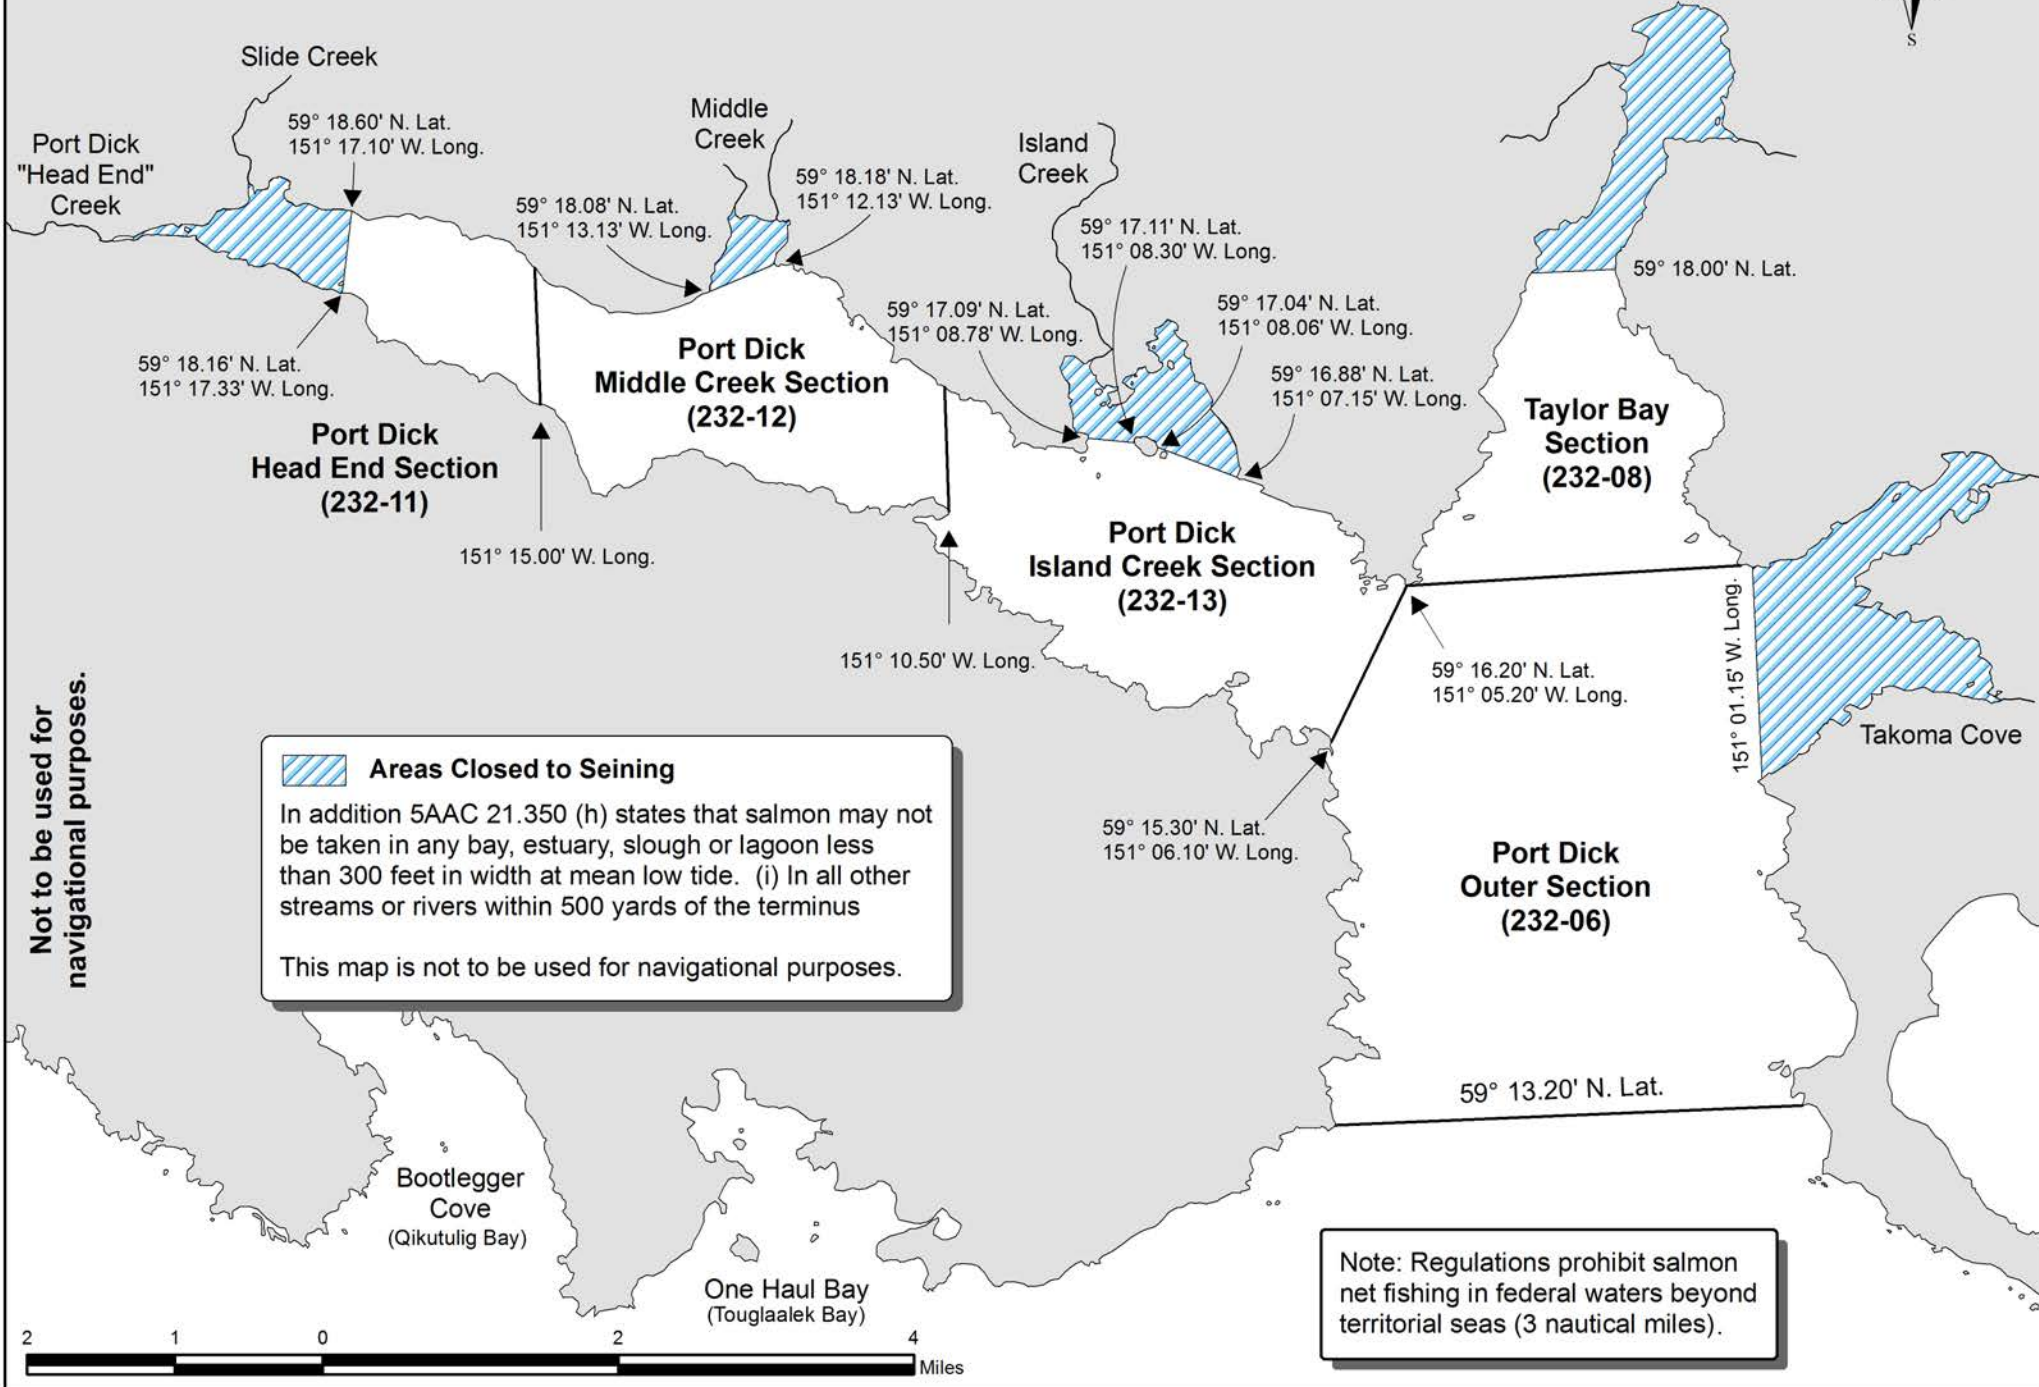 S
Slide Creek
Port Dick
"Head End"
Creek
59° 18.60' N. Lat.
151° 17.10' W. Long.
Middle
Creek
59° 18.08' N. Lat.
151° 13.13' W. Long.
59° 18.18' N. Lat.
151° 12.13' W. Long.
Island
Creek
59° 17.11' N. Lat.
151° 08.30' W. Long.
59° 17.09' N. Lat.
151° 08.78' W. Long.
59° 17.04' N. Lat.
151° 08.06' W. Long.
59° 16.88' N. Lat.
151° 07.15' W. Long.
59° 18.00' N. Lat.
59° 18.16' N. Lat.
151° 17.33' W. Long.
Port Dick
Head End Section
(232-11)
Port Dick
Middle Creek Section
(232-12)
Taylor Bay
Section
(232-08)
151° 15.00' W. Long.
Port Dick
Island Creek Section
(232-13)
151° 10.50' W. Long.
59° 16.20' N. Lat.
151° 05.20' W. Long.
151° 01.15' W. Long.
Takoma Cove
59° 15.30' N. Lat.
151° 06.10' W. Long.
Port Dick
Outer Section
(232-06)
59° 13.20' N. Lat.
Not to be used for
navigational purposes.
Areas Closed to Seining
In addition 5AAC 21.350 (h) states that salmon may not
be taken in any bay, estuary, slough or lagoon less
than 300 feet in width at mean low tide. (i) In all other
streams or rivers within 500 yards of the terminus
This map is not to be used for navigational purposes.
Bootlegger
Cove
(Qikutulig Bay)
One Haul Bay
(Touglaalek Bay)
Note: Regulations prohibit salmon
net fishing in federal waters beyond
territorial seas (3 nautical miles).
2 1 0 2 4
Miles